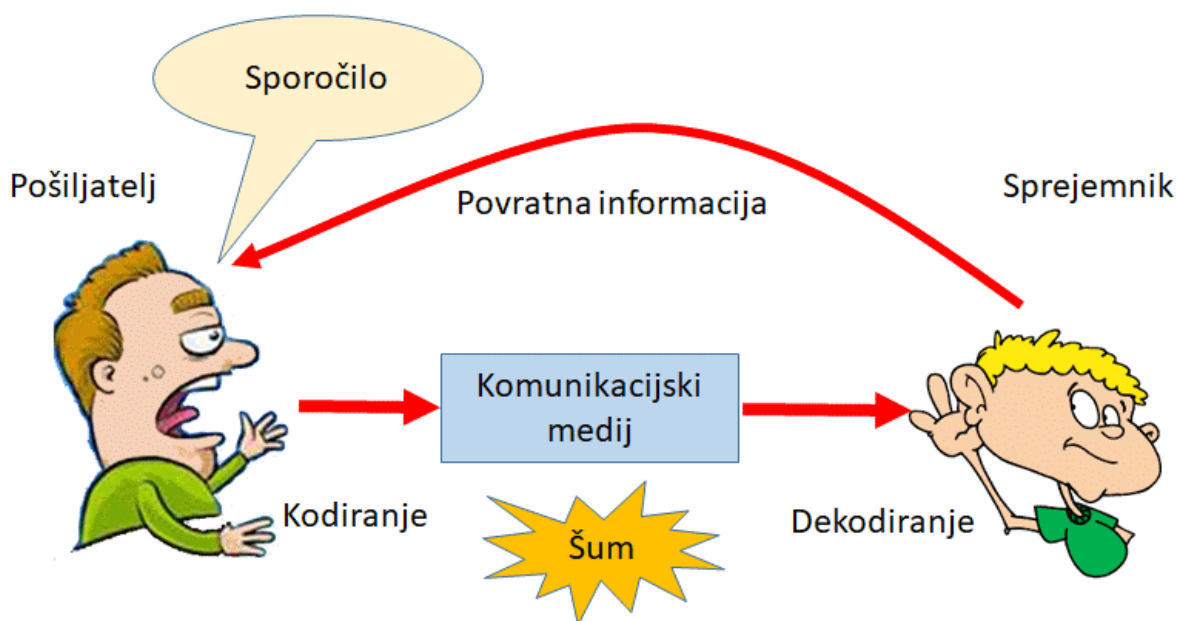 Sporočilo
Pošiljatelj
Povratna informacija
Sprejemnik
Komunikacijski
medij
Kodiranje
Šum
Dekodiranje